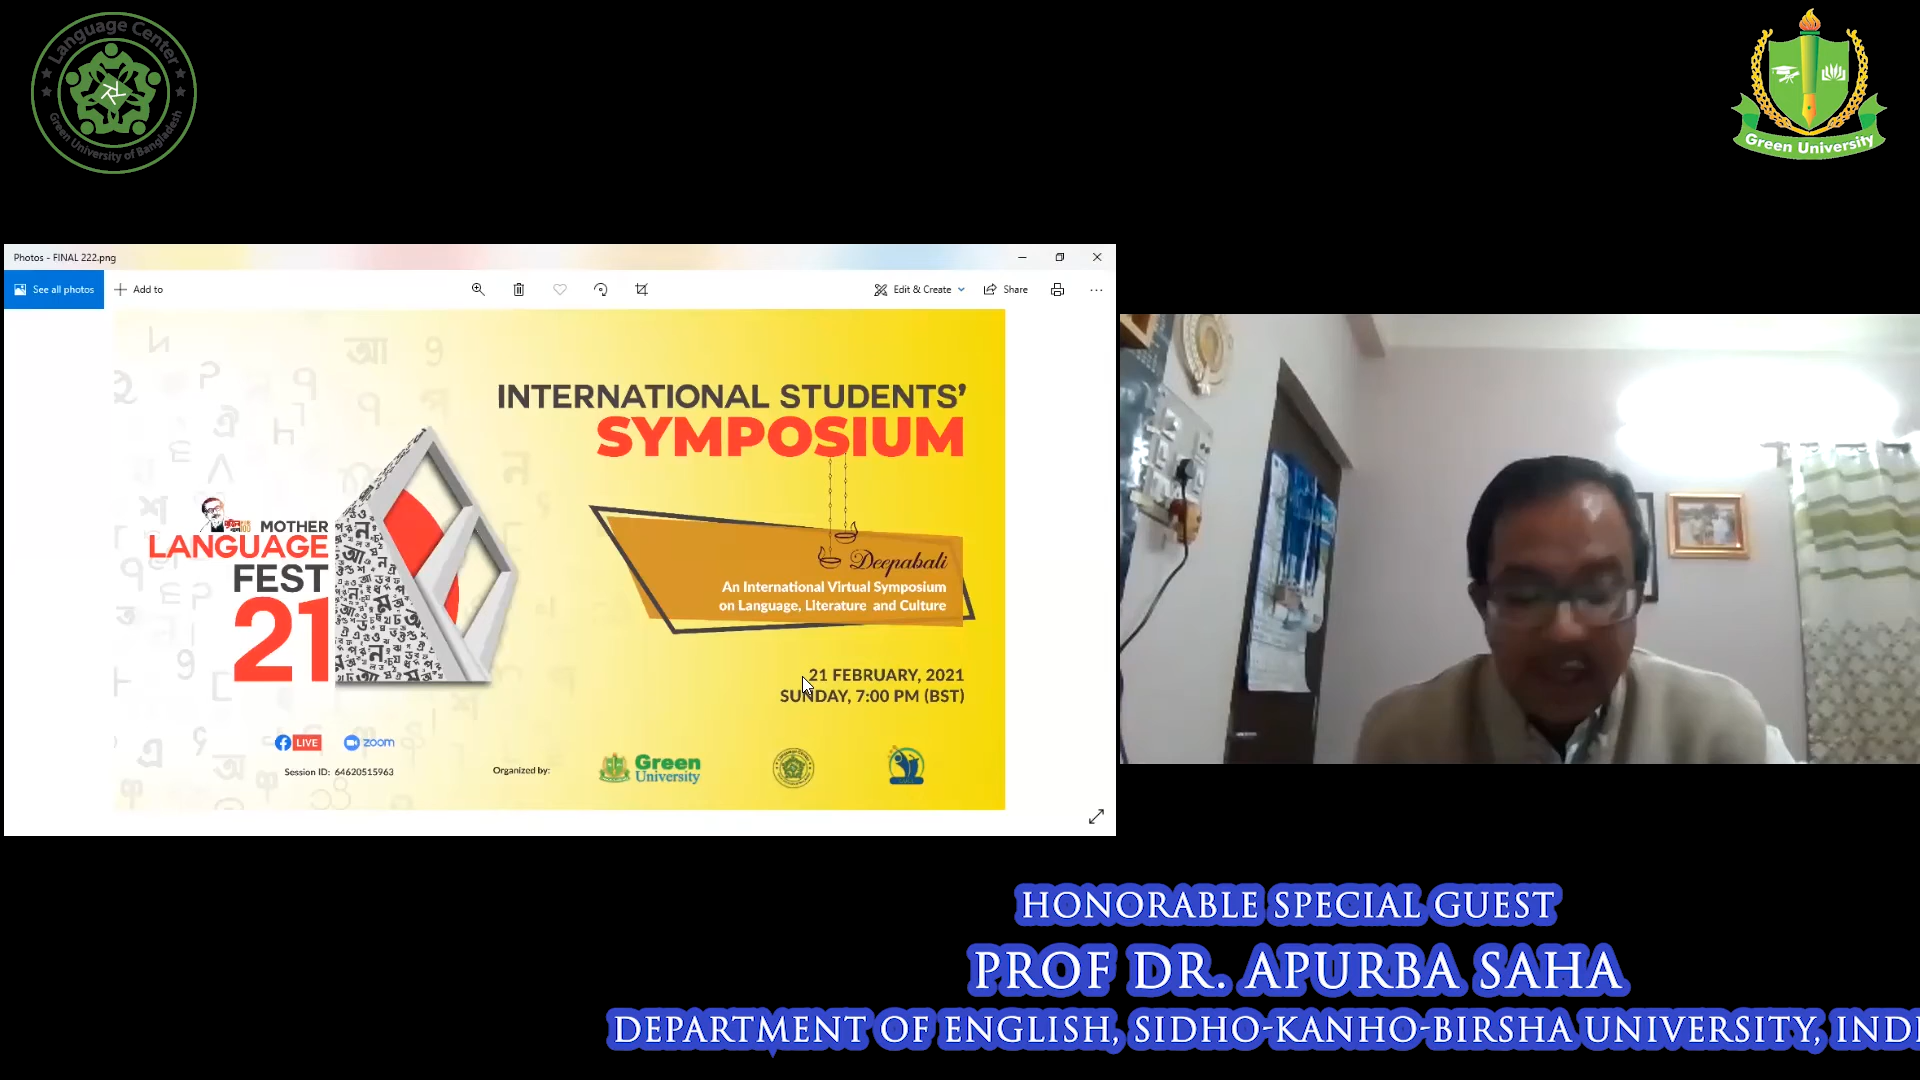 Language Center
Green University of Bangladesh
Green University
Photos - FINAL 222.png
See all photos
Add to
Edit & Create
Share
INTERNATIONAL STUDENTS’
SYMPOSIUM
MOTHER
LANGUAGE
FEST
21
Deepabali
An International Virtual Symposium
on Language, Literature and Culture
21 FEBRUARY, 2021
SUNDAY, 7:00 PM (BST)
LIVE
zoom
Session ID: 64620515963
Organized by:
Green
University
HONORABLE SPECIAL GUEST
PROF DR. APURBA SAHA
DEPARTMENT OF ENGLISH, SIDHO-KANHO-BIRSHA UNIVERSITY, INDI